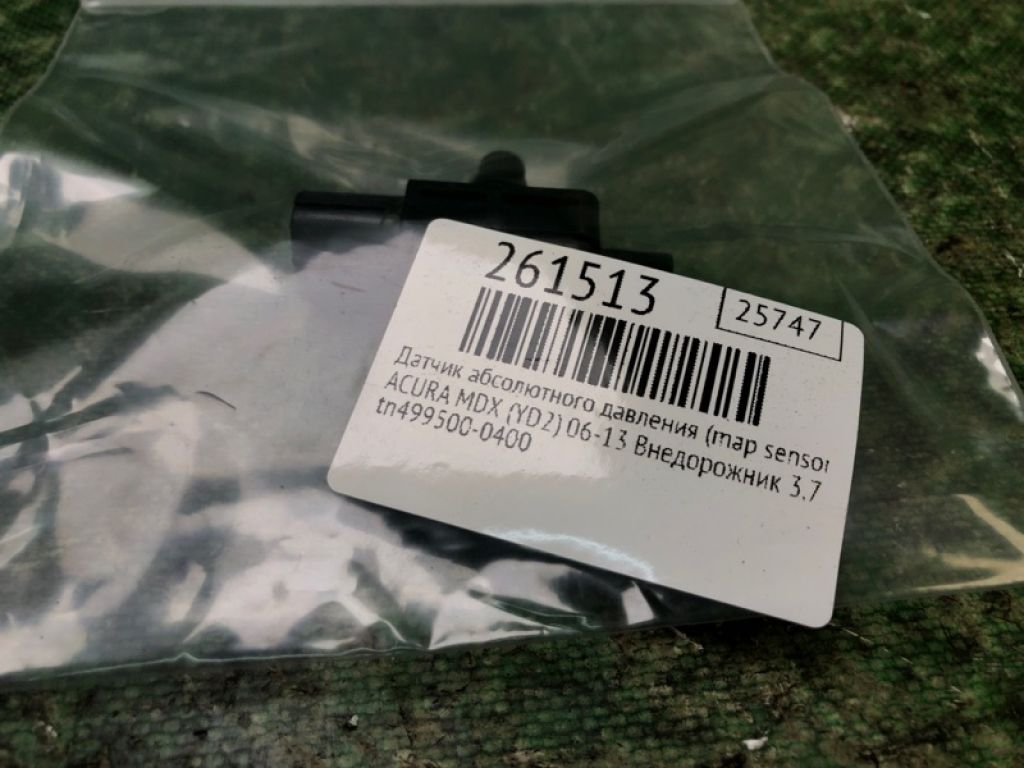 261513
25747
Датчик абсолютного давления (map sensor
ACURA MDX (YD2) 06-13 Внедорожник 3.7
tn499500-0400